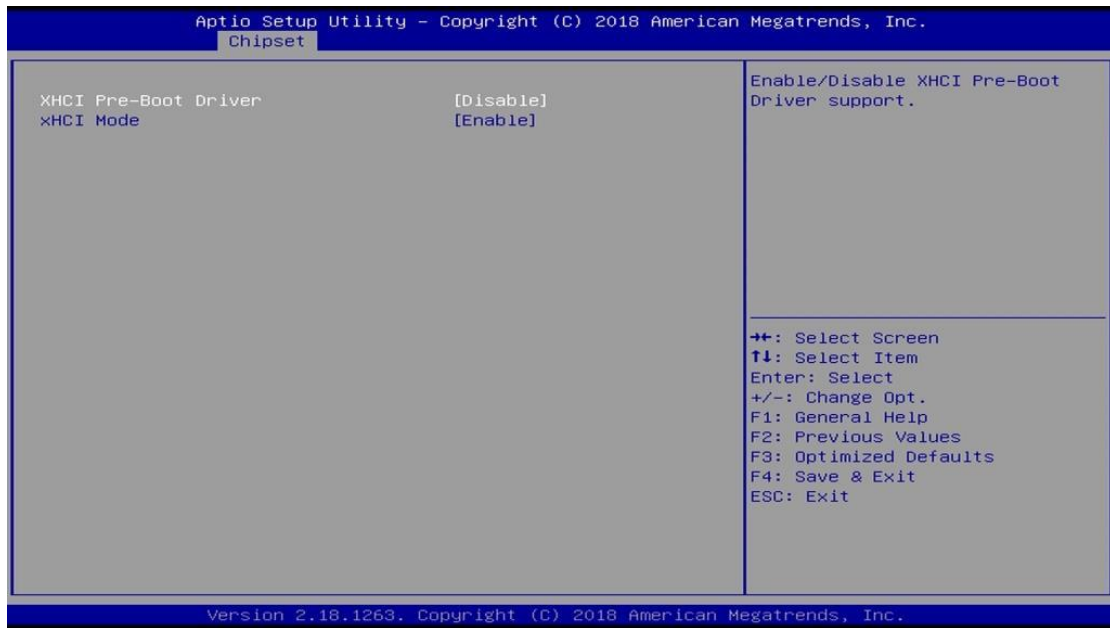 Aptio Setup Utility – Copyright (C) 2018 American Megatrends, Inc.
Chipset
XHCI Pre-Boot Driver [Disable]
xHCI Mode [Enable]
Enable/Disable XHCI Pre-Boot
Driver support.
→←: Select Screen
↑↓: Select Item
Enter: Select
+/-: Change Opt.
F1: General Help
F2: Previous Values
F3: Optimized Defaults
F4: Save & Exit
ESC: Exit
Version 2.18.1263. Copyright (C) 2018 American Megatrends, Inc.